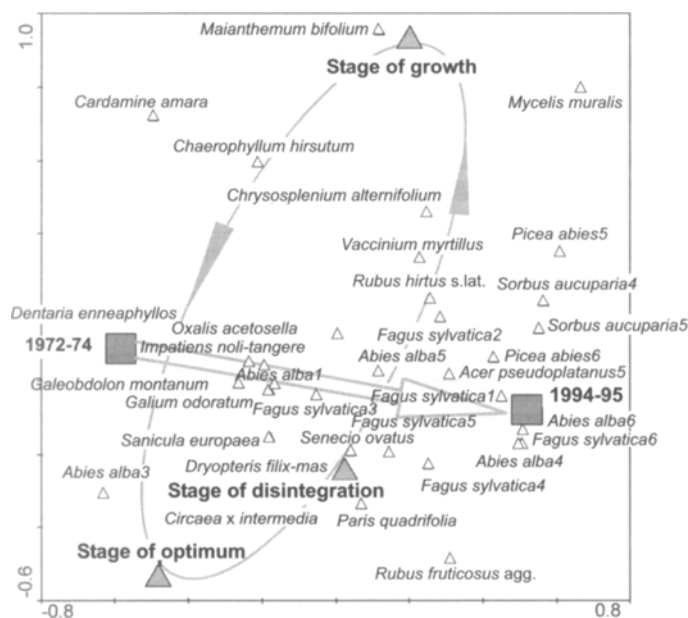 1.0
Maianthemum bifolium
Stage of growth
Mycelis muralis
Cardamine amara
Chaerophyllum hirsutum
Chrysosplenium alternifolium
Vaccinium myrtillus
Picea abies5
Rubus hirtus s.lat.
Sorbus aucuparia4
Dentaria enneaphyllos
Oxalis acetosella
Fagus sylvatica2
Sorbus aucuparia5
1972-74
Impatiens noli-tangere
Abies alba5
Picea abies6
Galeobdolon montanum
Abies alba1
Acer pseudoplatanus5
Galium odoratum
Fagus sylvatica1
1994-95
Fagus sylvatica3
Fagus sylvatica5
Abies alba6
Sanicula europaea
Senecio ovatus
Fagus sylvatica6
Abies alba4
Abies alba3
Dryopteris filix-mas
Fagus sylvatica4
Stage of disintegration
Circaea x intermedia
Paris quadrifolia
Stage of optimum
Rubus fruticosus agg.
-0.6
-0.8
0.8